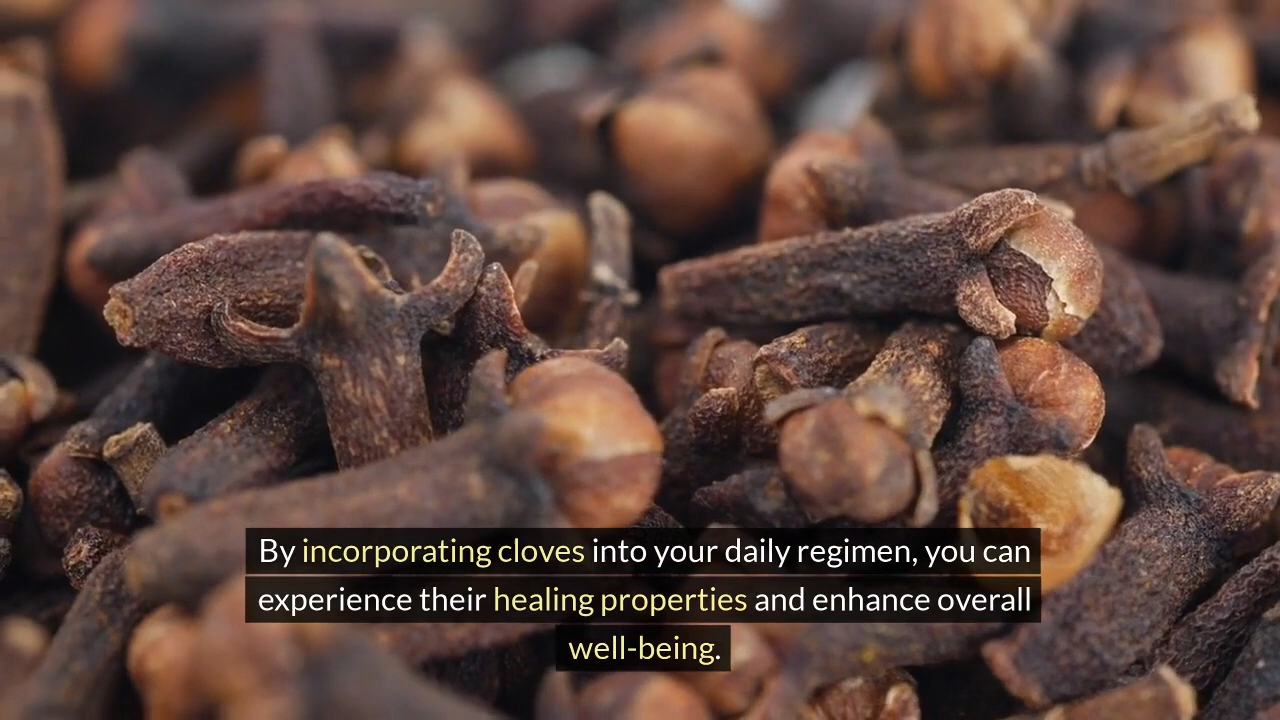 By incorporating cloves into your daily regimen, you can
experience their healing properties and enhance overall
well-being.